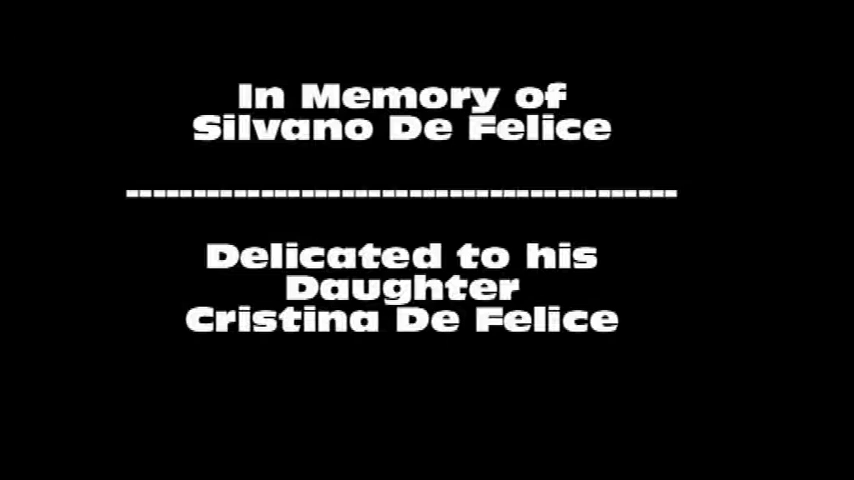 In Memory of
Silvano De Felice
-----------------------------------------
Delicated to his
Daughter
Cristina De Felice